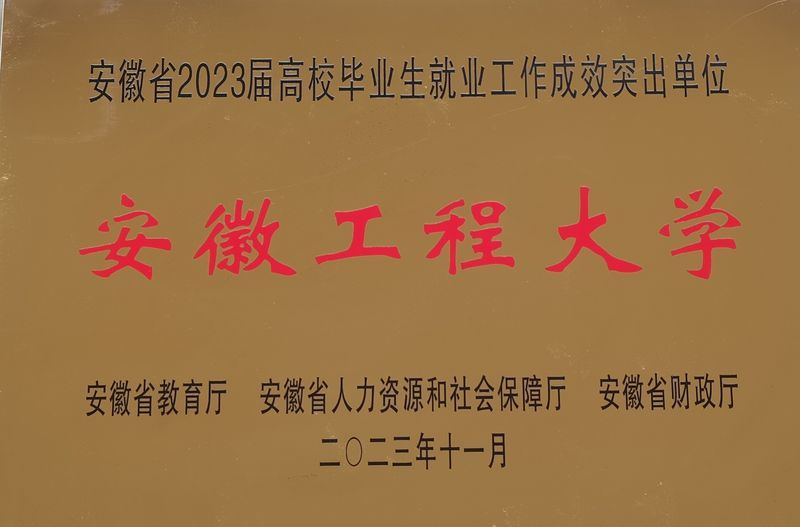 安徽省2023届高校毕业生就业工作成效突出单位
安徽工程大学
安徽省教育厅 安徽省人力资源和社会保障厅 安徽省财政厅
二〇二三年十一月